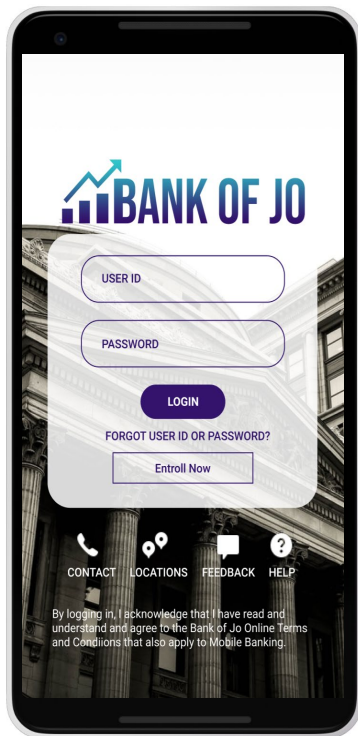 BANK OF JO
USER ID
PASSWORD
LOGIN
FORGOT USER ID OR PASSWORD?
Entroll Now
CONTACT LOCATIONS FEEDBACK HELP
By logging in, I acknowledge that I have read and
understand and agree to the Bank of Jo Online Terms
and Condiions that also apply to Mobile Banking.